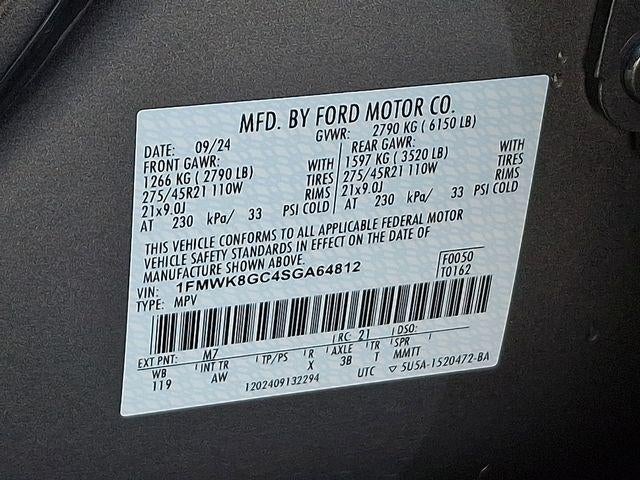 MFD. BY FORD MOTOR CO.
DATE: 09/24 GVWR: 2790 KG ( 6150 LB)
FRONT GAWR: REAR GAWR:
1266 KG ( 2790 LB) WITH 1597 KG ( 3520 LB) WITH
275/45R21 110W TIRES 275/45R21 110W TIRES
21x9.0J RIMS 21x9.0J RIMS
AT 230 kPa/ 33 PSI COLD AT 230 kPa/ 33 PSI COLD
THIS VEHICLE CONFORMS TO ALL APPLICABLE FEDERAL MOTOR
VEHICLE SAFETY STANDARDS IN EFFECT ON THE DATE OF
MANUFACTURE SHOWN ABOVE.
VIN: 1FMWK8GC4SGA64812 F0050
TYPE: MPV T0162
EXT PNT: M7 RC: 21 DSO:
WB INT TR TP/PS R AXLE TR SPR
119 AW X 3B T MMTT
1202409132294 UTC ▽ 5U5A-1520472-BA